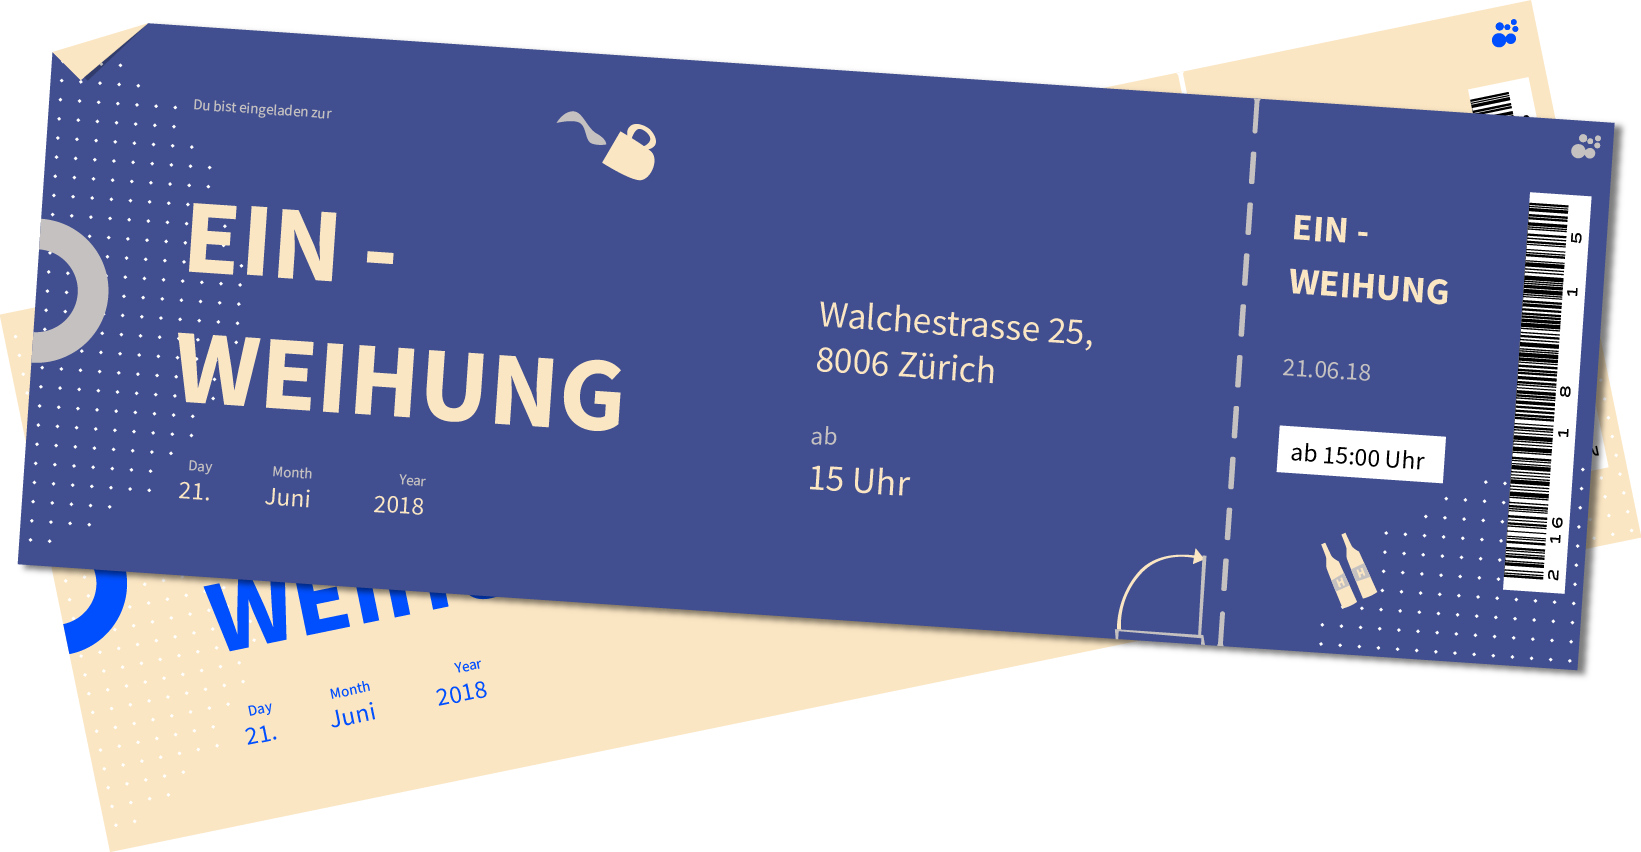 Du bist eingeladen zur
EIN -
WEIHUNG
Day Month Year
21. Juni 2018
Walchestrasse 25,
8006 Zürich
ab
15 Uhr
EIN -
WEIHUNG
21.06.18
ab 15:00 Uhr
H H
2 16 1 8 1 5
Day Month Year
21. Juni 2018